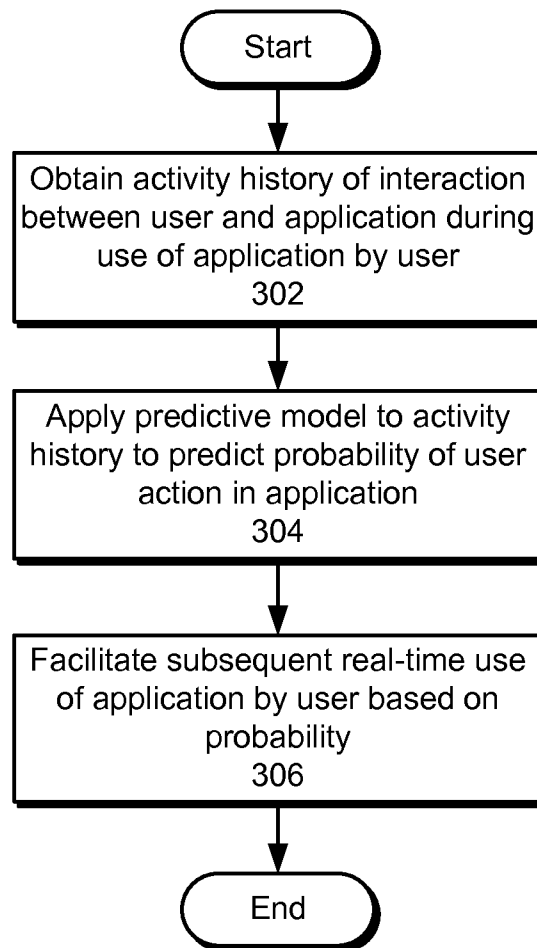 Start
Obtain activity history of interaction
between user and application during
use of application by user
302
Apply predictive model to activity
history to predict probability of user
action in application
304
Facilitate subsequent real-time use
of application by user based on
probability
306
End